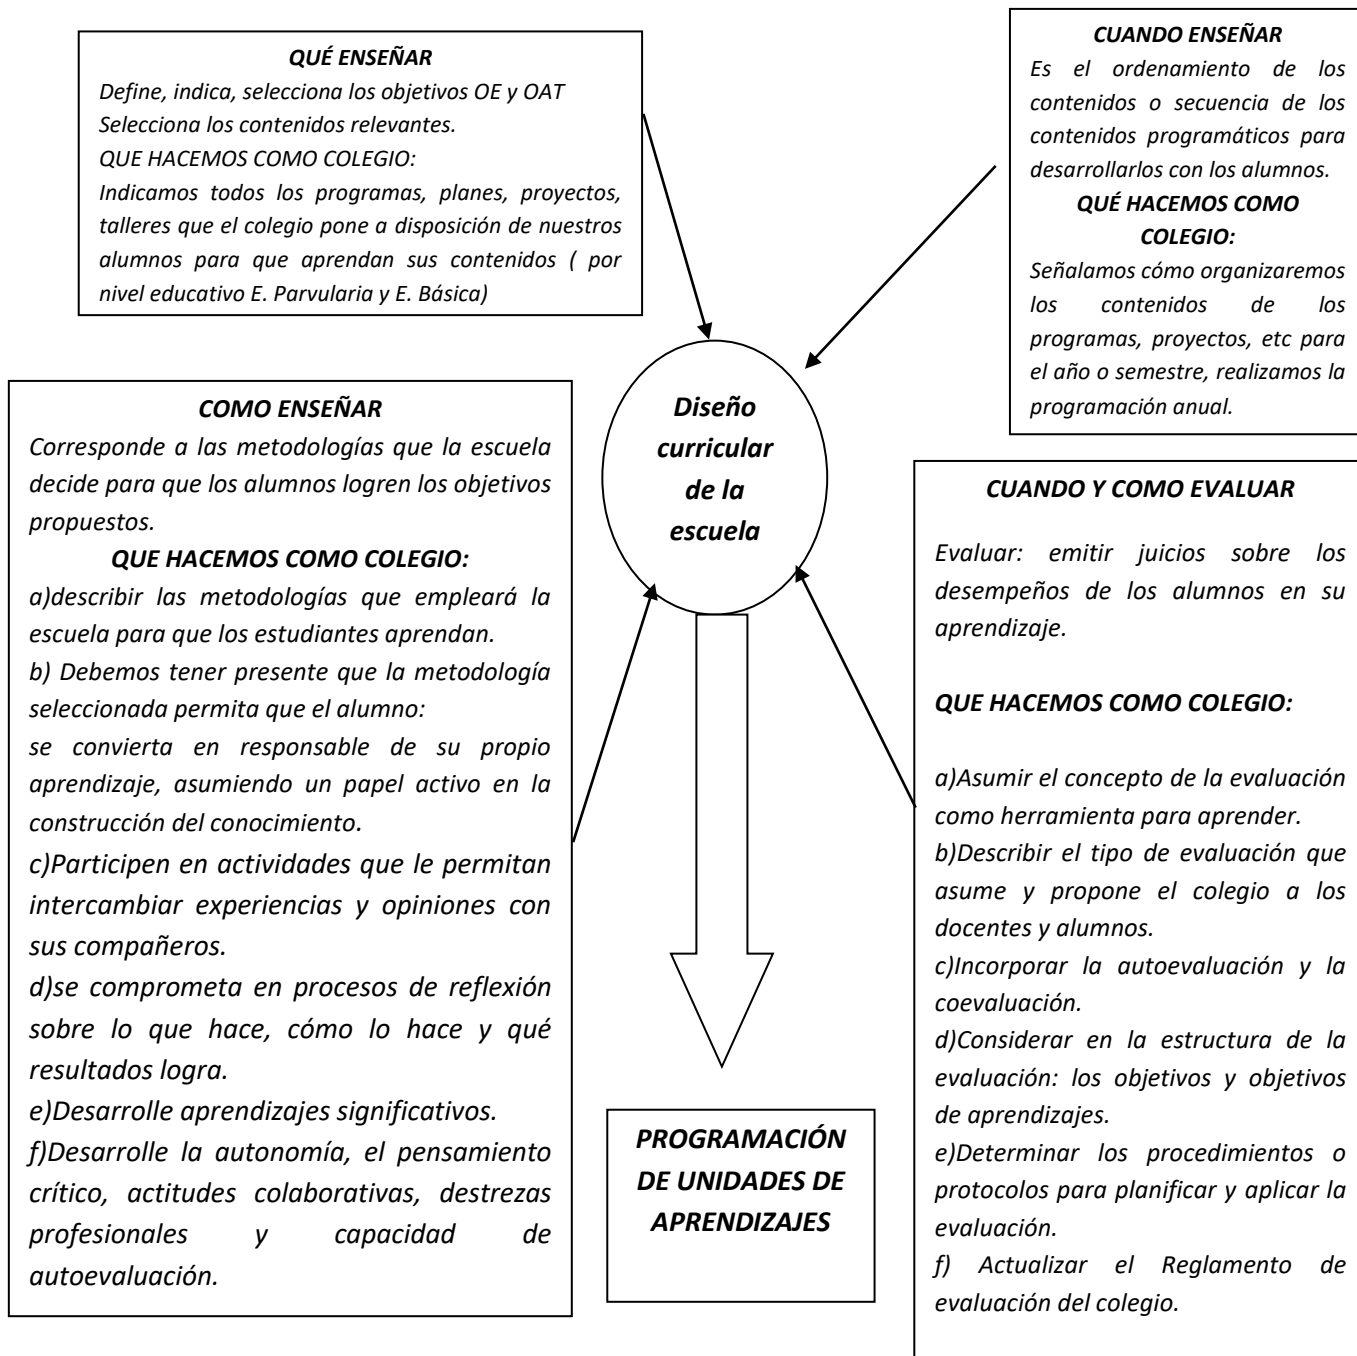 QUÉ ENSEÑAR
Define, indica, selecciona los objetivos OE y OAT
Selecciona los contenidos relevantes.
QUE HACEMOS COMO COLEGIO:
Indicamos todos los programas, planes, proyectos,
talleres que el colegio pone a disposición de nuestros
alumnos para que aprendan sus contenidos ( por
nivel educativo E. Parvularia y E. Básica)
CUANDO ENSEÑAR
Es el ordenamiento de los
contenidos o secuencia de los
contenidos programáticos para
desarrollarlos con los alumnos.
QUÉ HACEMOS COMO
COLEGIO:
Señalamos cómo organizaremos
los contenidos de los
programas, proyectos, etc para
el año o semestre, realizamos la
programación anual.
Diseño
curricular
de la
escuela
COMO ENSEÑAR
Corresponde a las metodologías que la escuela
decide para que los alumnos logren los objetivos
propuestos.
QUE HACEMOS COMO COLEGIO:
a)describir las metodologías que empleará la
escuela para que los estudiantes aprendan.
b) Debemos tener presente que la metodología
seleccionada permita que el alumno:
se convierta en responsable de su propio
aprendizaje, asumiendo un papel activo en la
construcción del conocimiento.
c)Participen en actividades que le permitan
intercambiar experiencias y opiniones con
sus compañeros.
d)se comprometa en procesos de reflexión
sobre lo que hace, cómo lo hace y qué
resultados logra.
e)Desarrolle aprendizajes significativos.
f)Desarrolle la autonomía, el pensamiento
crítico, actitudes colaborativas, destrezas
profesionales y capacidad de
autoevaluación.
CUANDO Y COMO EVALUAR
Evaluar: emitir juicios sobre los
desempeños de los alumnos en su
aprendizaje.
QUE HACEMOS COMO COLEGIO:
a)Asumir el concepto de la evaluación
como herramienta para aprender.
b)Describir el tipo de evaluación que
asume y propone el colegio a los
docentes y alumnos.
c)Incorporar la autoevaluación y la
coevaluación.
d)Considerar en la estructura de la
evaluación: los objetivos y objetivos
de aprendizajes.
e)Determinar los procedimientos o
protocolos para planificar y aplicar la
evaluación.
f) Actualizar el Reglamento de
evaluación del colegio.
PROGRAMACIÓN
DE UNIDADES DE
APRENDIZAJES